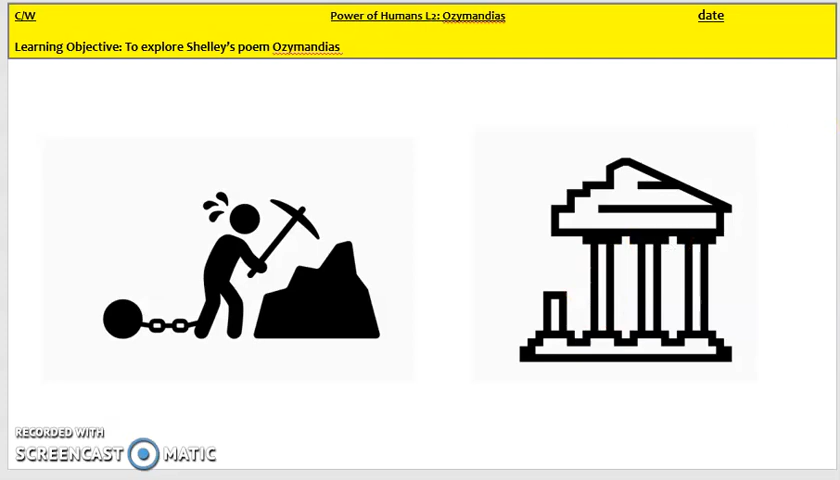 C/W Power of Humans L2: Ozymandias date
Learning Objective: To explore Shelley's poem Ozymandias
RECORDED WITH
SCREENCAST MATIC